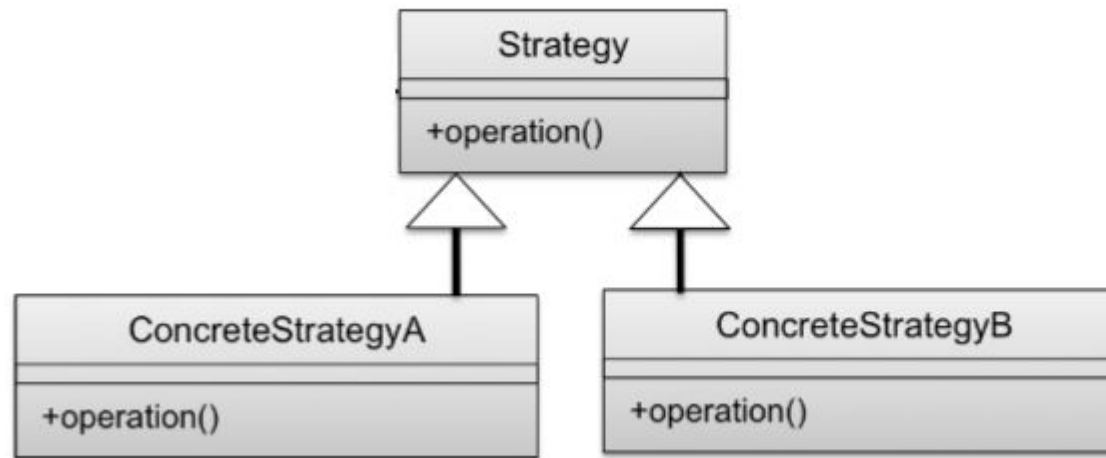 Strategy
+operation()
ConcreteStrategyA
+operation()
ConcreteStrategyB
+operation()